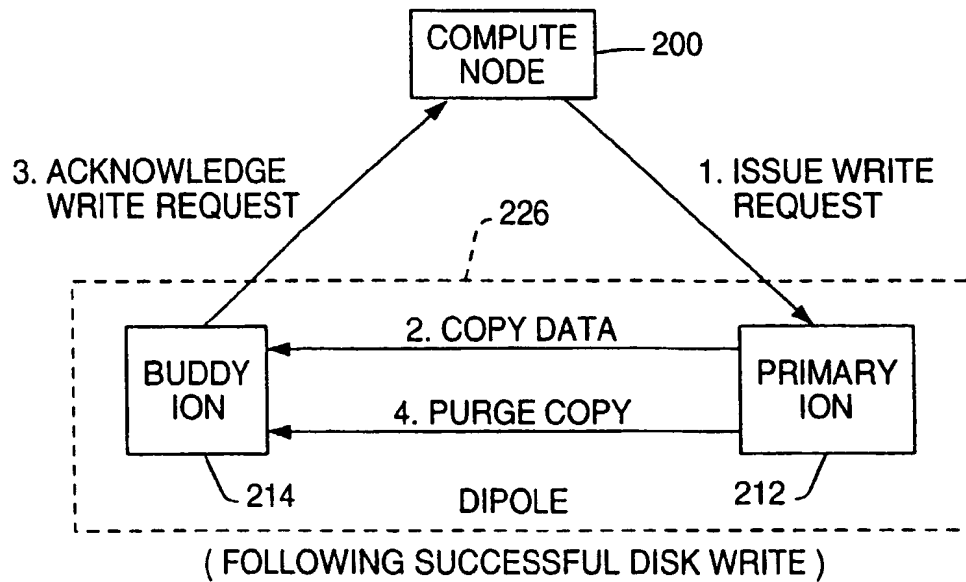 COMPUTE
NODE
200
3. ACKNOWLEDGE
WRITE REQUEST
1. ISSUE WRITE
REQUEST
226
2. COPY DATA
BUDDY
ION
PRIMARY
ION
4. PURGE COPY
214
DIPOLE
212
( FOLLOWING SUCCESSFUL DISK WRITE )